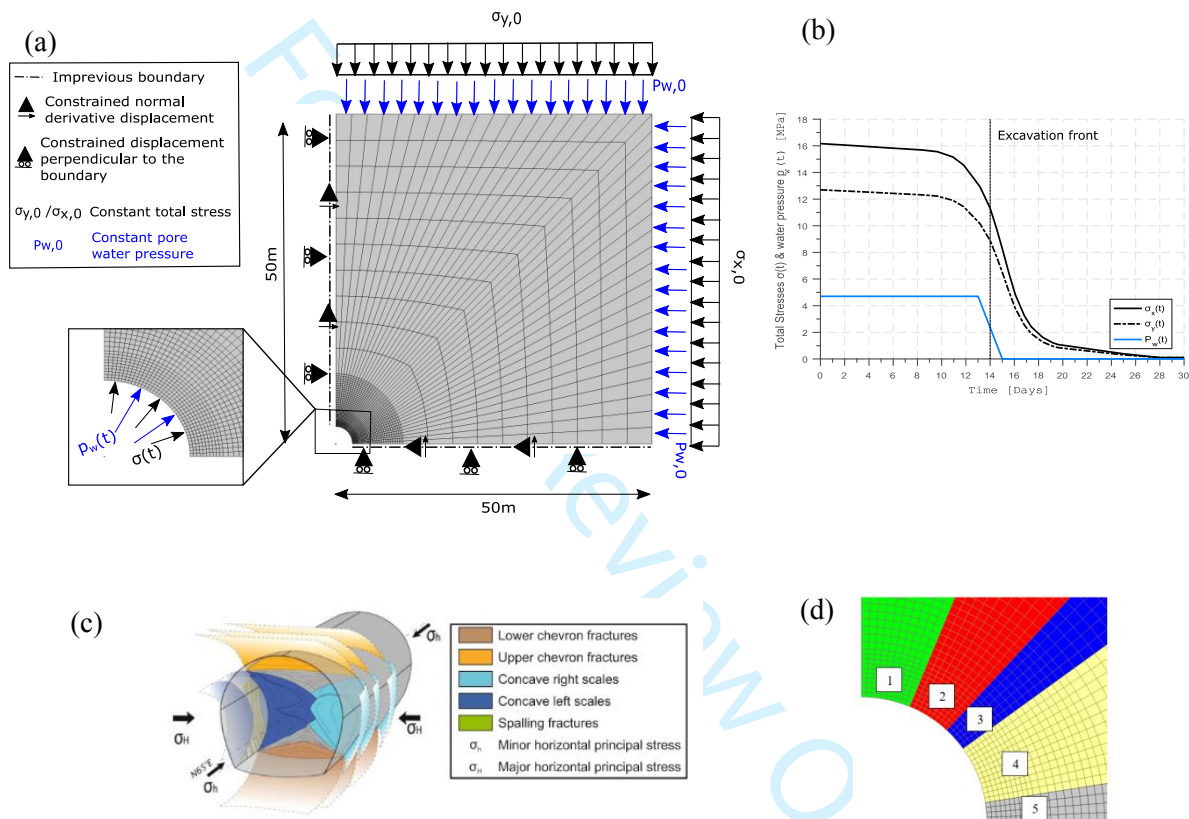 (a)
Imprevious boundary
Constrained normal
derivative displacement
Constrained displacement
perpendicular to the
boundary
σy,0 /σx,0 Constant total stress
Pw,0 Constant pore
water pressure
σy,0
Pw,0
50m
σx,0
Pw,0
50m
pw(t)
σ(t)
(b)
Total Stresses σ(t) & water pressure pw(t) [MPa]
18
16
14
12
10
8
6
4
2
0
Excavation front
σx(t)
σy(t)
Pw(t)
0 2 4 6 8 10 12 14 16 18 20 22 24 26 28 30
Time [Days]
(c)
σh
σH
σH
N65°E
σh
Lower chevron fractures
Upper chevron fractures
Concave right scales
Concave left scales
Spalling fractures
σh Minor horizontal principal stress
σH Major horizontal principal stress
(d)
1
2
3
4
5